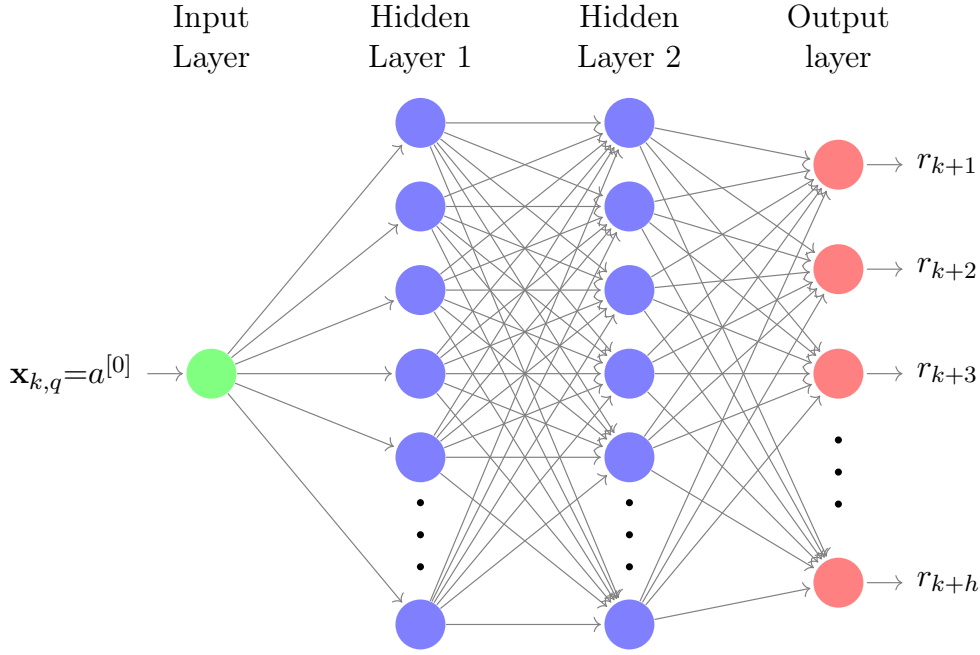 Input
Layer
Hidden
Layer 1
Hidden
Layer 2
Output
layer
r_{k+1}
r_{k+2}
x_{k,q}=a^{[0]}
r_{k+3}
r_{k+h}